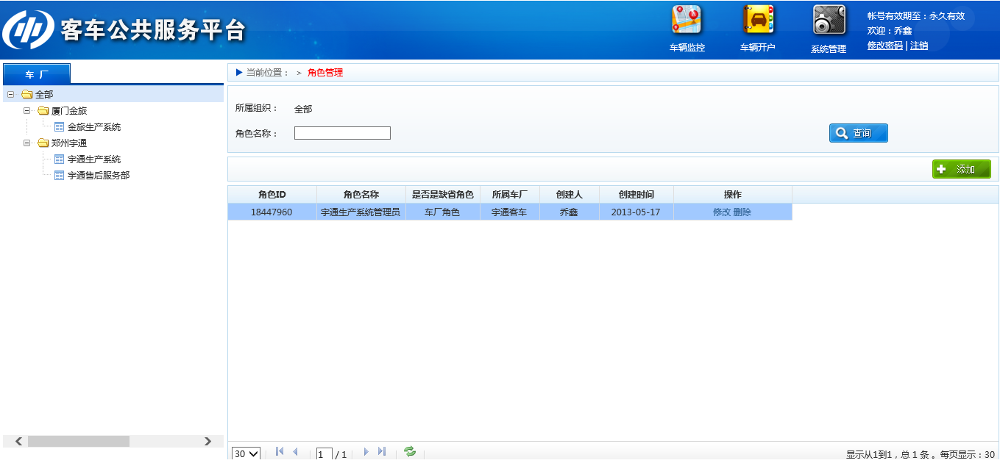 客车公共服务平台
车辆监控
车辆开户
系统管理
帐号有效期至：永久有效
欢迎：乔鑫
修改密码 | 注销
车 厂
全部
厦门金旅
金旅生产系统
郑州宇通
宇通生产系统
宇通售后服务部
当前位置： > 角色管理
所属组织： 全部
角色名称：
查询
添加
角色ID 角色名称 是否是缺省角色 所属车厂 创建人 创建时间 操作
18447960 宇通生产系统管理员 车厂角色 宇通客车 乔鑫 2013-05-17 修改 删除
30 1 / 1 显示从1到1，总 1 条 。每页显示：30